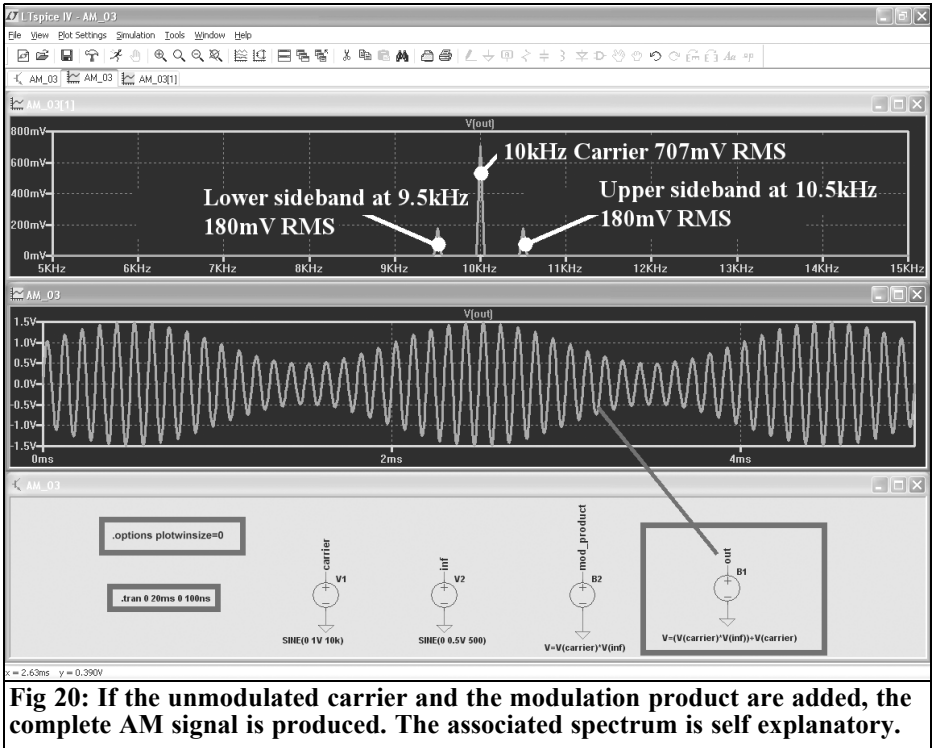 LTspice IV - AM_03
File View Plot Settings Simulation Tools Window Help
AM_03 AM_03 AM_03[1]
AM_03[1]
V(out)
800mV
600mV
400mV
200mV
0mV
10kHz Carrier 707mV RMS
Lower sideband at 9.5kHz
180mV RMS
Upper sideband at 10.5kHz
180mV RMS
5KHz 6KHz 7KHz 8KHz 9KHz 10KHz 11KHz 12KHz 13KHz 14KHz 15KHz
AM_03
V(out)
1.5V
1.0V
0.5V
0.0V
-0.5V
-1.0V
-1.5V
0ms 2ms 4ms
AM_03
.options plotwinsize=0
.tran 0 20ms 0 100ns
carrier
V1
SINE(0 1V 10k)
inf
V2
SINE(0 0.5V 500)
mod_product
B2
V=V(carrier)*V(inf)
out
B1
V=(V(carrier)*V(inf))+V(carrier)
x = 2.63ms y = 0.390V
Fig 20: If the unmodulated carrier and the modulation product are added, the
complete AM signal is produced. The associated spectrum is self explanatory.